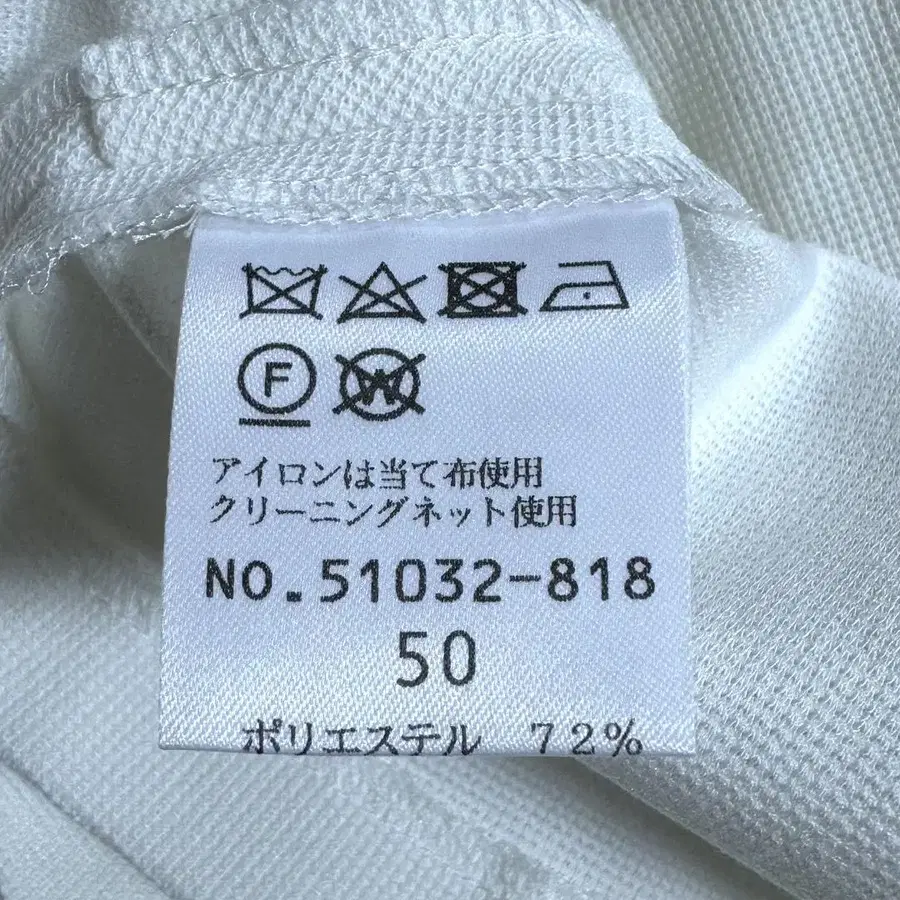 F W
アイロンは当て布使用
クリーニングネット使用
NO.51032-818
50
ポリエステル 72%